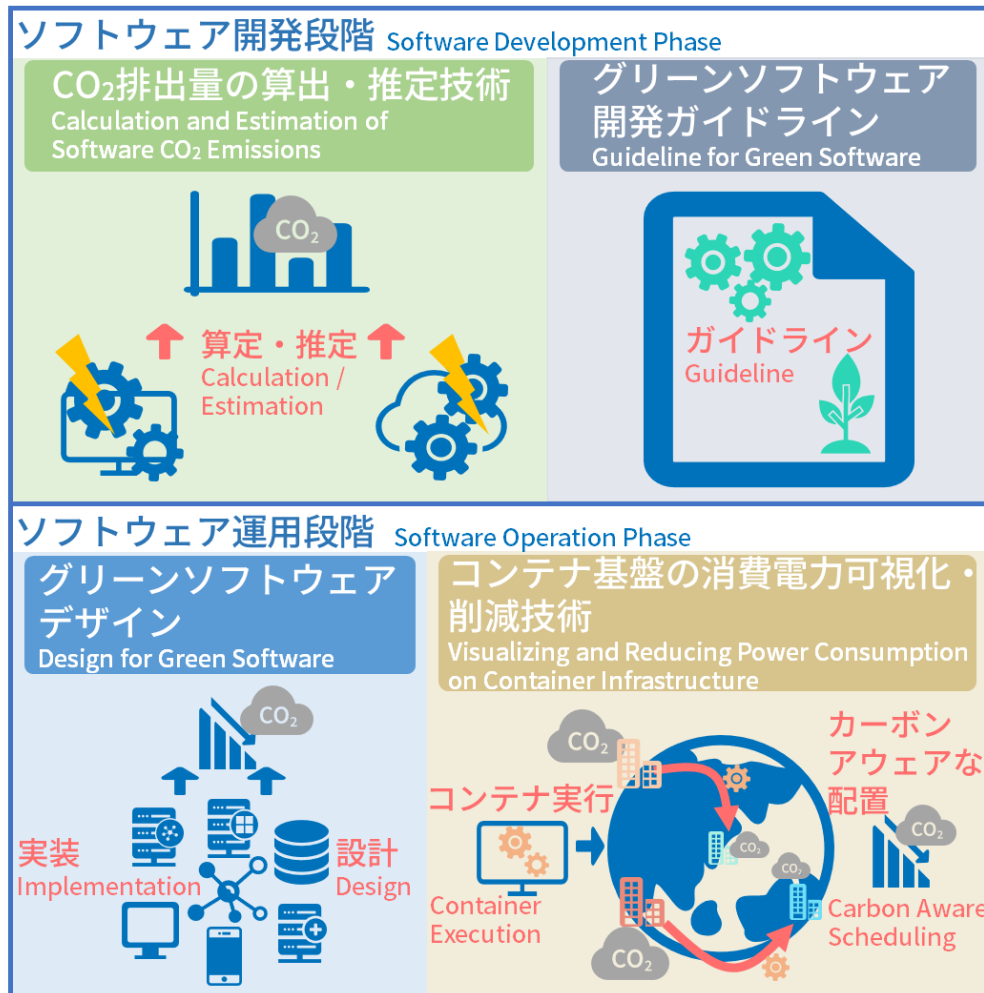 ソフトウェア開発段階 Software Development Phase
CO₂排出量の算出・推定技術
Calculation and Estimation of
Software CO₂ Emissions
グリーンソフトウェア
開発ガイドライン
Guideline for Green Software
CO₂
算定・推定
Calculation /
Estimation
ガイドライン
Guideline
ソフトウェア運用段階 Software Operation Phase
グリーンソフトウェア
デザイン
Design for Green Software
CO₂
実装
Implementation
設計
Design
コンテナ基盤の消費電力可視化・
削減技術
Visualizing and Reducing Power Consumption
on Container Infrastructure
CO₂
コンテナ実行
Container
Execution
CO₂
CO₂
CO₂
カーボン
アウェアな
配置
CO₂
Carbon Aware
Scheduling